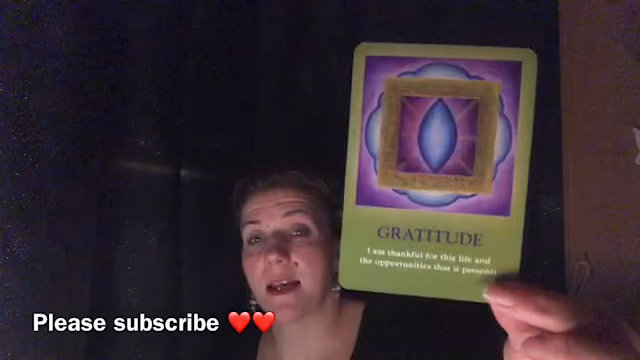 GRATITUDE
I am thankful for this life and
the opportunities that it presents
Please subscribe ❤️❤️